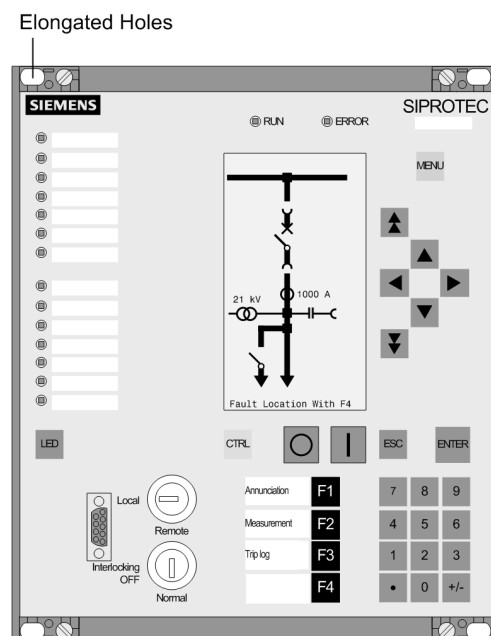 Elongated Holes
SIEMENS
SIPROTEC
RUN
ERROR
MENU
21 kV
1000 A
Fault Location With F4
LED
CTRL
ESC
ENTER
Local
Remote
Interlocking
OFF
Normal
Annunciation F1
Measurement F2
Trip log F3
F4
7 8 9
4 5 6
1 2 3
• 0 +/-